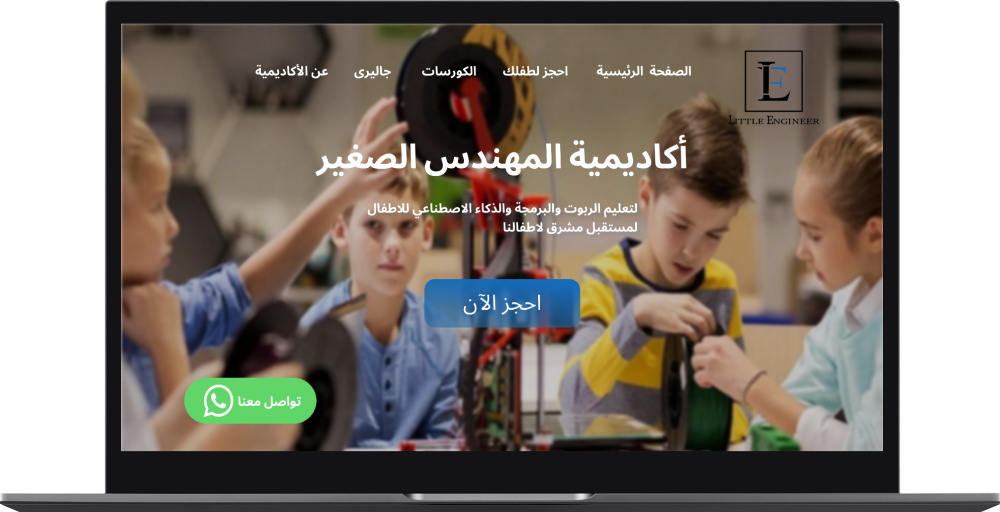 الصفحة الرئيسية
احجز لطفلك
الكورسات
جاليرى
عن الأكاديمية
LE
LITTLE ENGINEER
أكاديمية المهندس الصغير
لتعليم الربوت والبرمجة والذكاء الاصطناعي للاطفال
لمستقبل مشرق لاطفالنا
احجز الآن
تواصل معنا